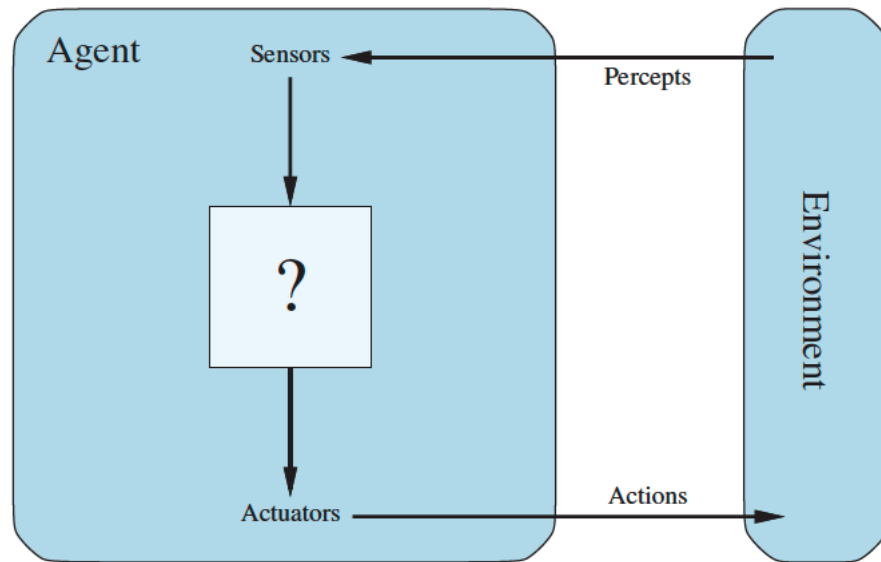 Agent
Sensors
Percepts
?
Environment
Actions
Actuators